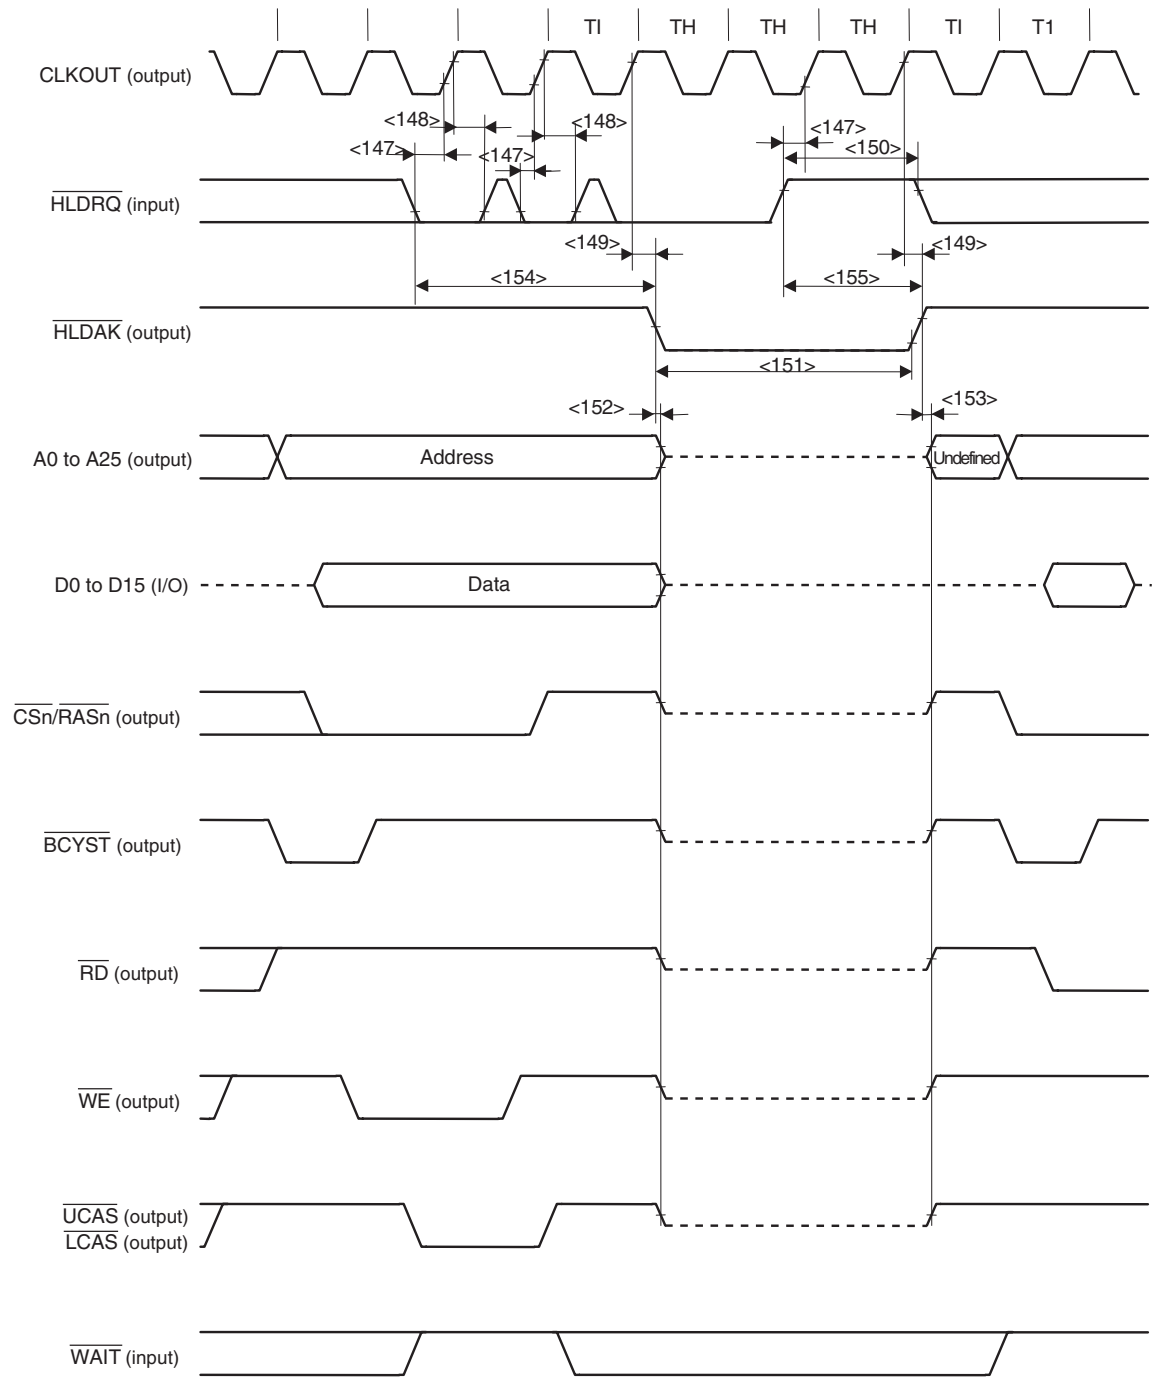 TI TH TH TH TI T1
CLKOUT (output)
<148> <148> <147>
<147> <147> <150>
HLDRQ (input)
<149> <149>
<154> <155>
HLDAK (output)
<151>
<152> <153>
A0 to A25 (output) Address Undefined
D0 to D15 (I/O) Data
CSn/RASn (output)
BCYST (output)
RD (output)
WE (output)
UCAS (output)
LCAS (output)
WAIT (input)